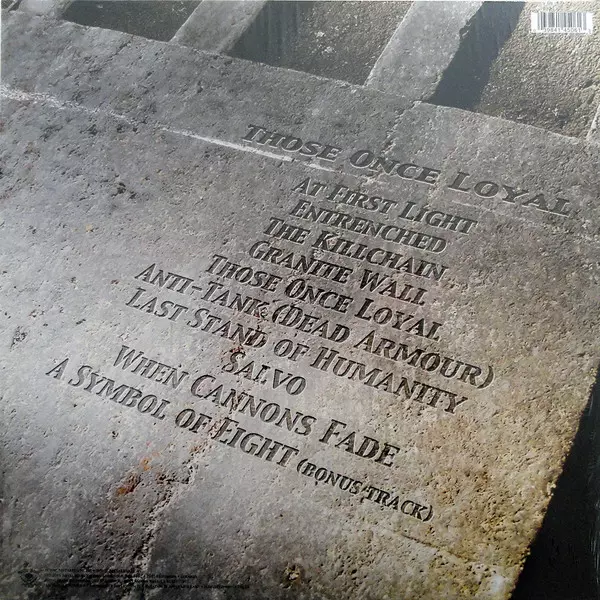 Those Once Loyal
At First Light
Entrenched
The Killchain
Granite Wall
Those Once Loyal
Anti-Tank (Dead Armour)
Last Stand of Humanity
Salvo
When Cannons Fade
A Symbol of Eight (bonus track)